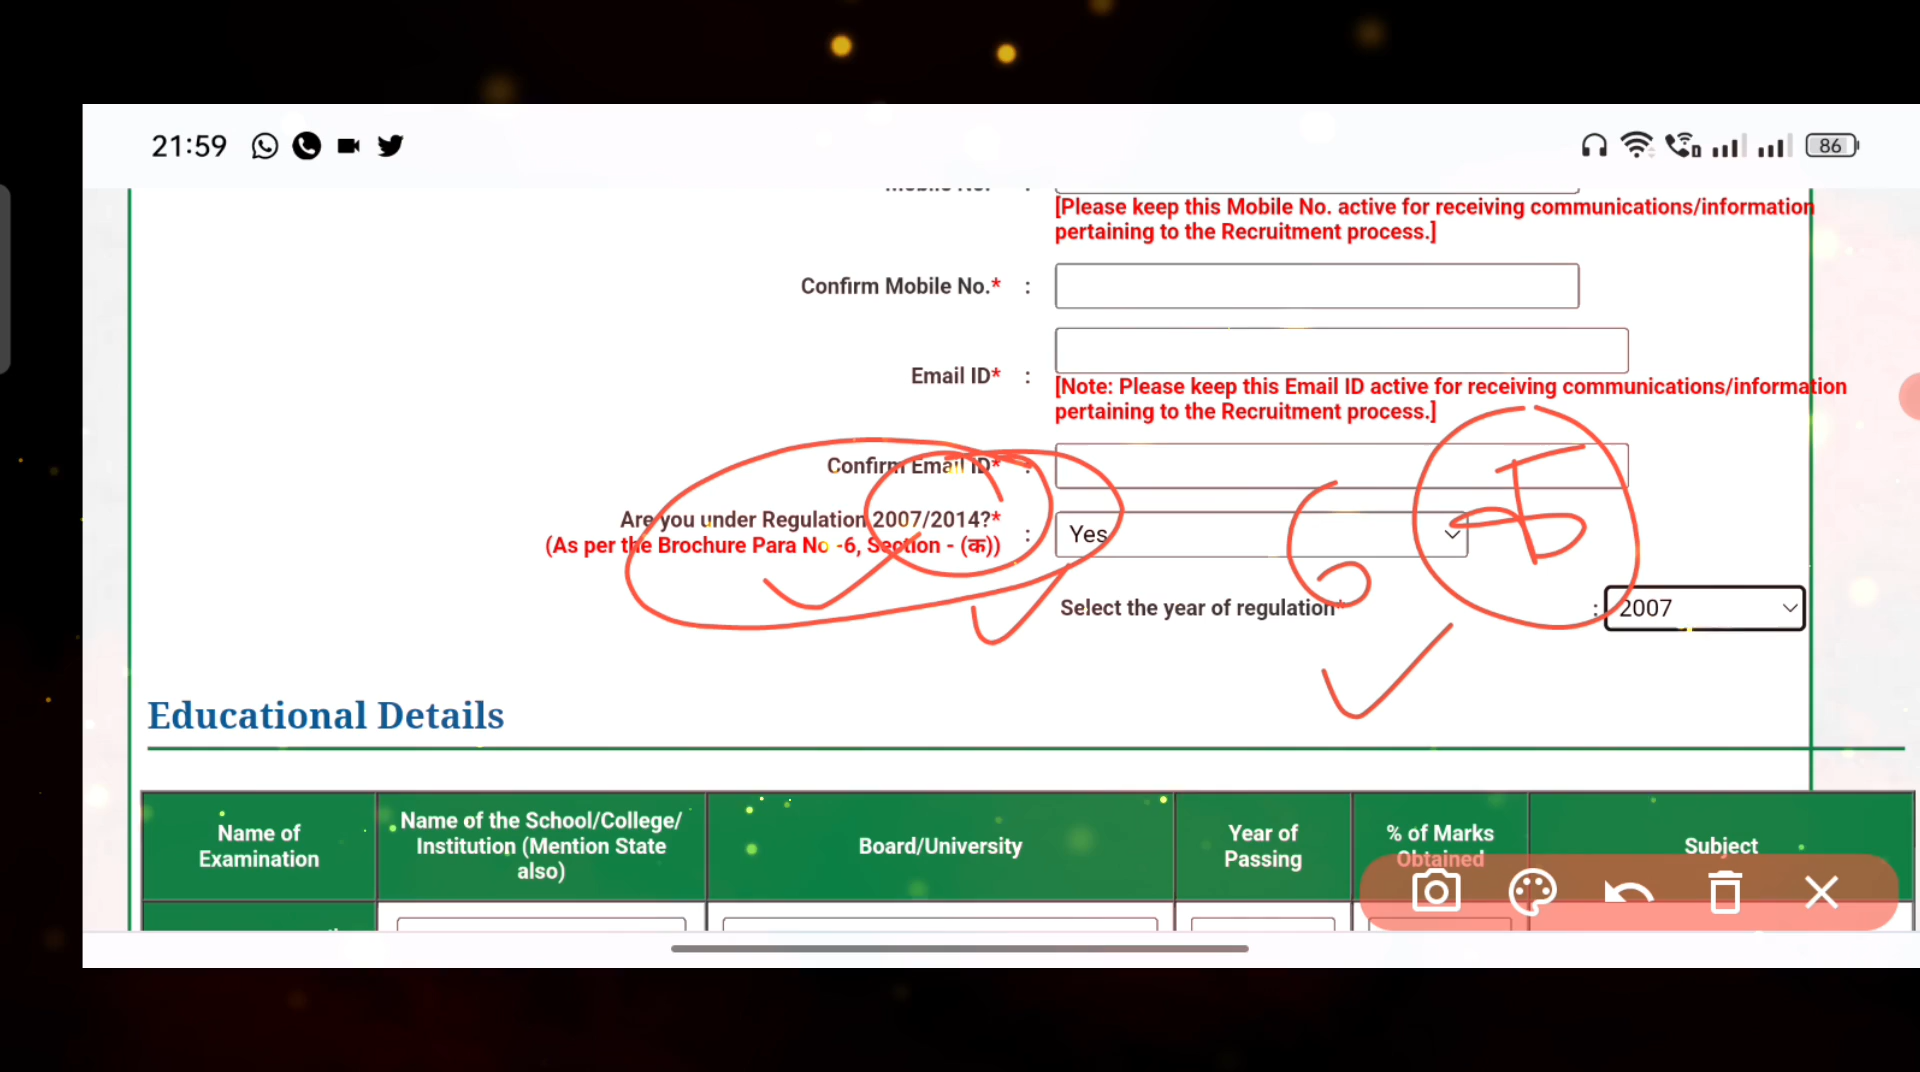 21:59
86
[Please keep this Mobile No. active for receiving communications/information
pertaining to the Recruitment process.]
Confirm Mobile No.* :
Email ID* :
[Note: Please keep this Email ID active for receiving communications/information
pertaining to the Recruitment process.]
Confirm Email ID* :
Are you under Regulation 2007/2014?* : Yes
(As per the Brochure Para No -6, Section - (क))
6 क
Select the year of regulation* : 2007
Educational Details
Name of Examination
Name of the School/College/ Institution (Mention State also)
Board/University
Year of Passing
% of Marks Obtained
Subject